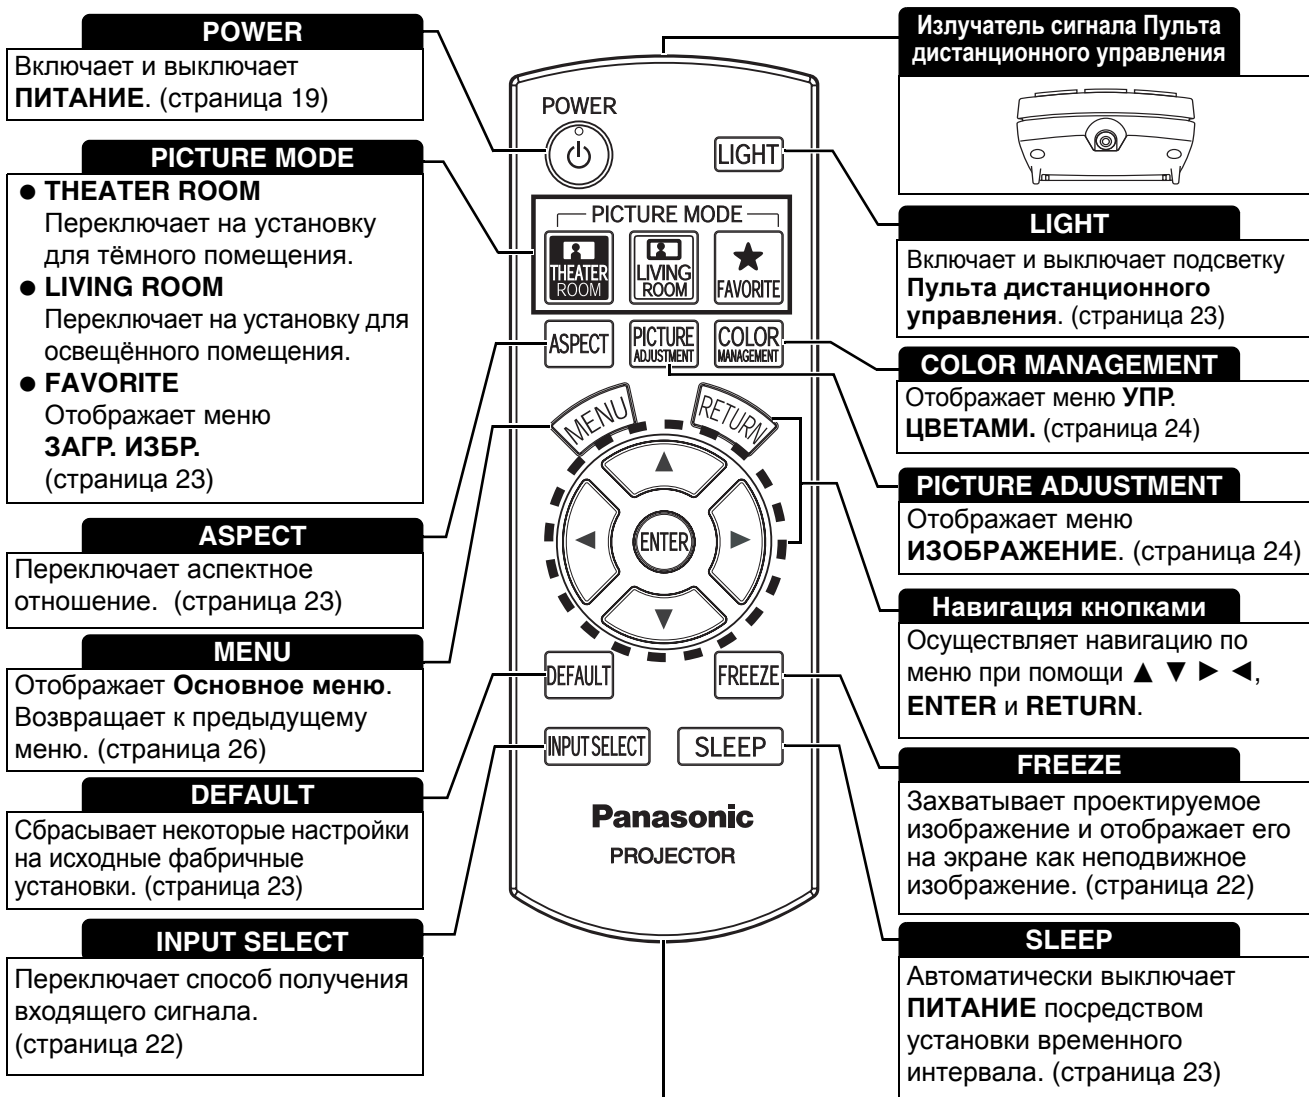 POWER
Включает и выключает
ПИТАНИЕ. (страница 19)
PICTURE MODE
● THEATER ROOM
Переключает на установку
для тёмного помещения.
● LIVING ROOM
Переключает на установку для
освещённого помещения.
● FAVORITE
Отображает меню
ЗАГР. ИЗБР.
(страница 23)
ASPECT
Переключает аспектное
отношение. (страница 23)
MENU
Отображает Основное меню.
Возвращает к предыдущему
меню. (страница 26)
DEFAULT
Сбрасывает некоторые настройки
на исходные фабричные
установки. (страница 23)
INPUT SELECT
Переключает способ получения
входящего сигнала.
(страница 22)
POWER
LIGHT
PICTURE MODE
THEATER
ROOM
LIVING
ROOM
FAVORITE
ASPECT
PICTURE
ADJUSTMENT
COLOR
MANAGEMENT
MENU
RETURN
▲
◀ ENTER ▶
▼
DEFAULT
FREEZE
INPUT SELECT
SLEEP
Panasonic
PROJECTOR
Излучатель сигнала Пульта
дистанционного управления
LIGHT
Включает и выключает подсветку
Пульта дистанционного
управления. (страница 23)
COLOR MANAGEMENT
Отображает меню УПР.
ЦВЕТАМИ. (страница 24)
PICTURE ADJUSTMENT
Отображает меню
ИЗОБРАЖЕНИЕ. (страница 24)
Навигация кнопками
Осуществляет навигацию по
меню при помощи ▲ ▼ ► ◄,
ENTER и RETURN.
FREEZE
Захватывает проектируемое
изображение и отображает его
на экране как неподвижное
изображение. (страница 22)
SLEEP
Автоматически выключает
ПИТАНИЕ посредством
установки временного
интервала. (страница 23)